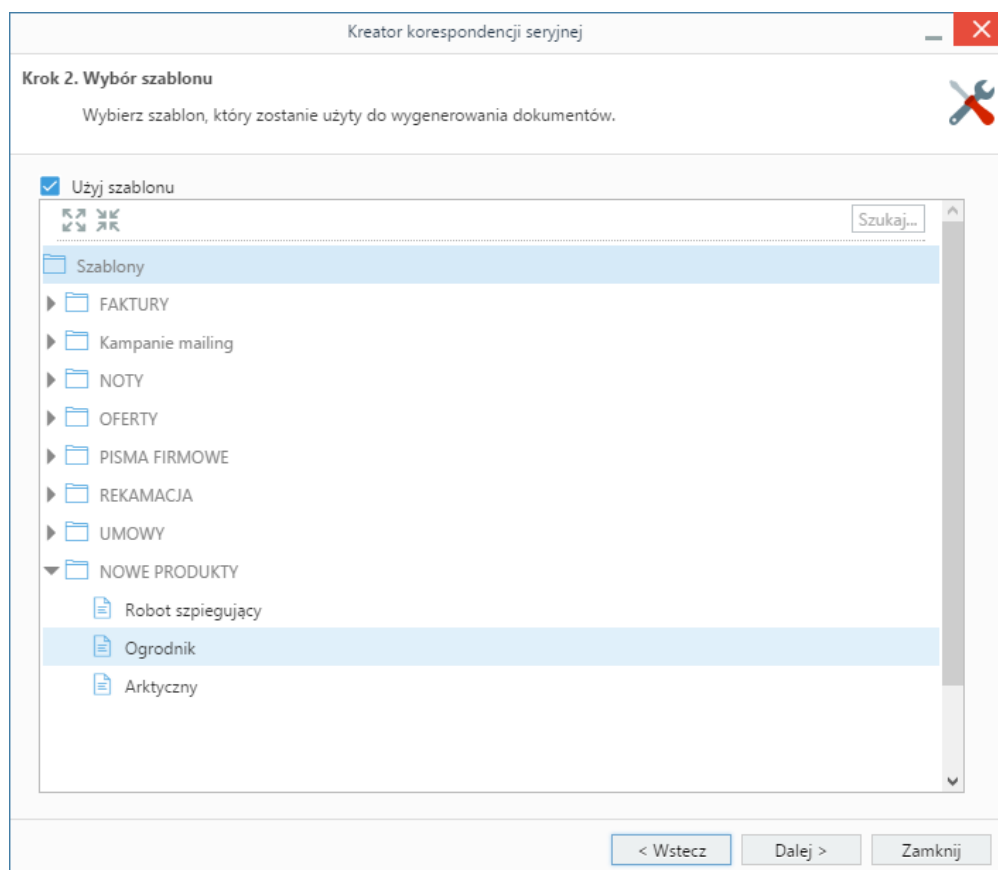 Kreator korespondencji seryjnej
Krok 2. Wybór szablonu
Wybierz szablon, który zostanie użyty do wygenerowania dokumentów.
Użyj szablonu
Szukaj...
Szablony
FAKTURY
Kampanie mailing
NOTY
OFERTY
PISMA FIRMOWE
REKAMACJA
UMOWY
NOWE PRODUKTY
Robot szpiegujący
Ogrodnik
Arktyczny
< Wstecz Dalej > Zamknij